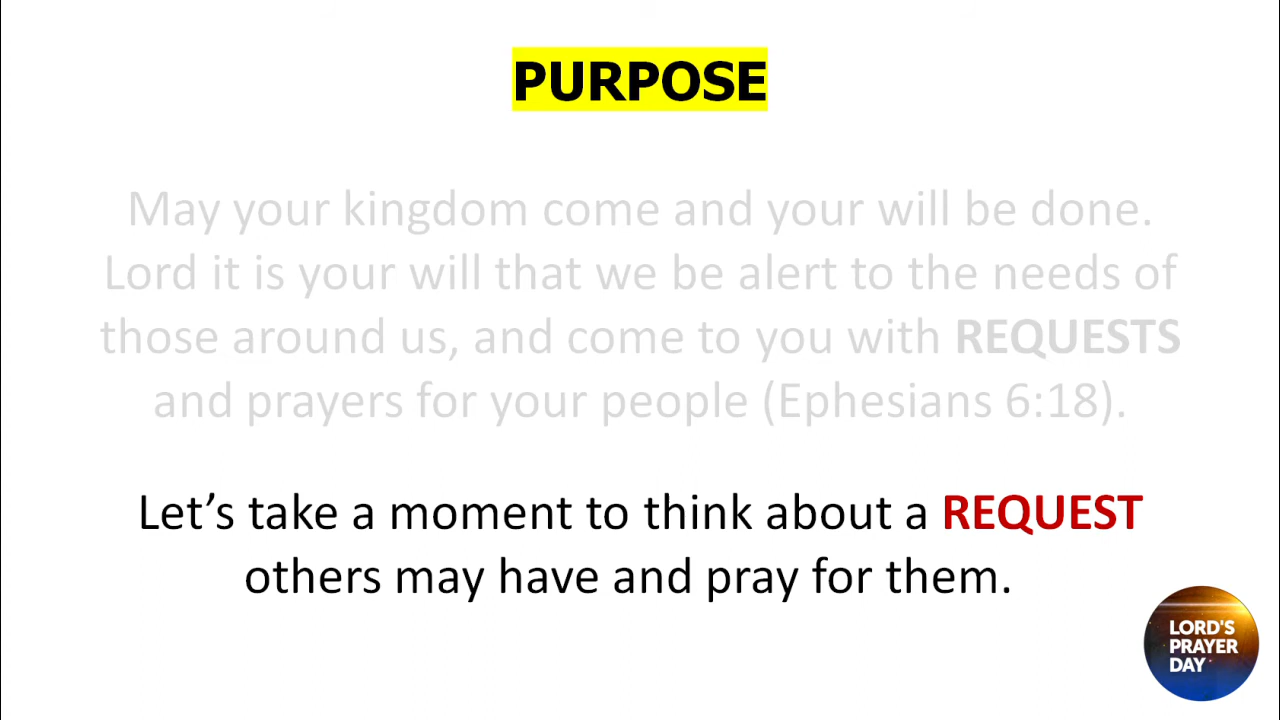 PURPOSE
May your kingdom come and your will be done.
Lord it is your will that we be alert to the needs of
those around us, and come to you with REQUESTS
and prayers for your people (Ephesians 6:18).
Let’s take a moment to think about a REQUEST
others may have and pray for them.
LORD'S
PRAYER
DAY